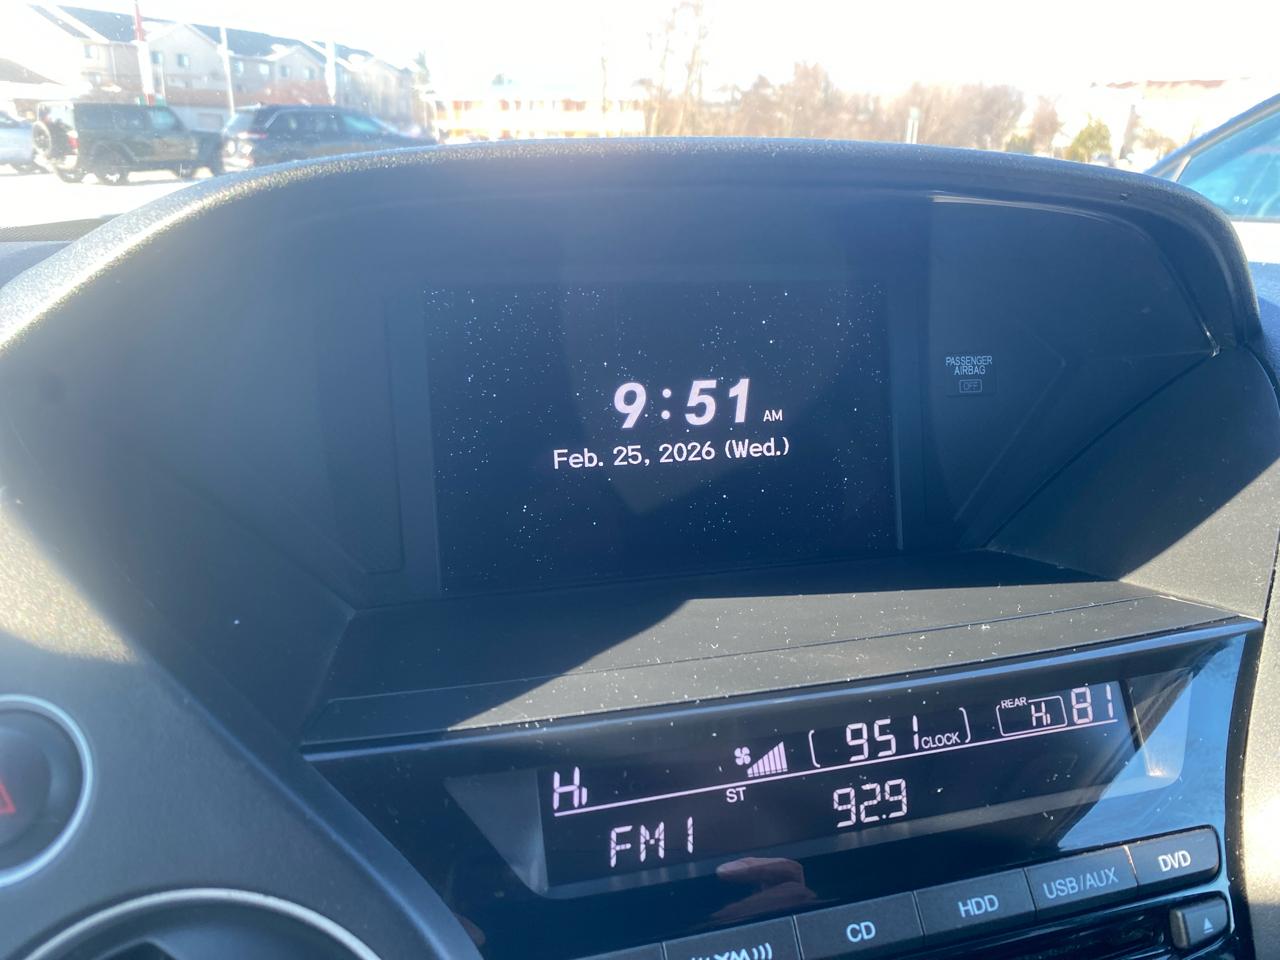 9:51 AM
Feb. 25, 2026 (Wed.)
PASSENGER
AIRBAG
OFF
Hi
951 CLOCK
REAR Hi 81
ST
FM1 92.9
CD
HDD
USB/AUX
DVD